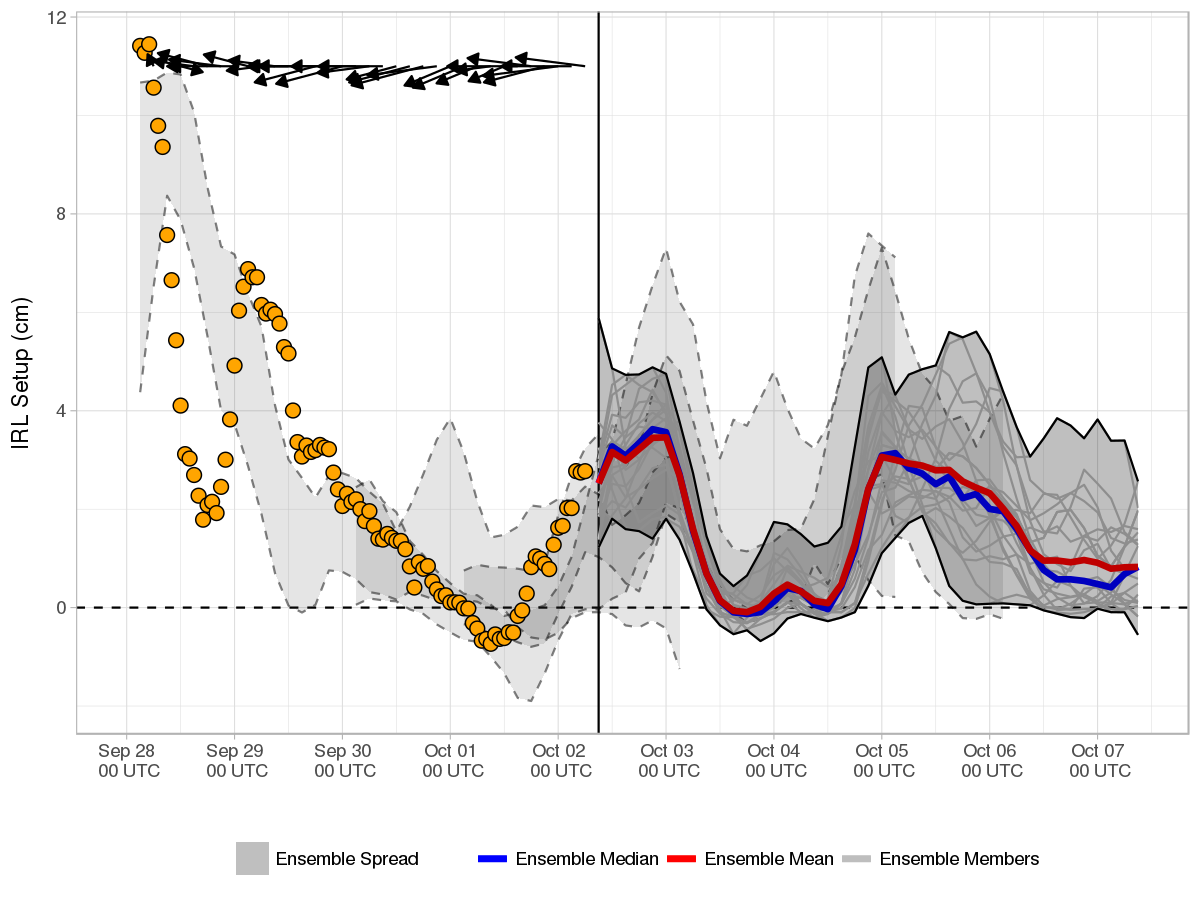 12
8
4
0
IRL Setup (cm)
Sep 28 Sep 29 Sep 30 Oct 01 Oct 02 Oct 03 Oct 04 Oct 05 Oct 06 Oct 07
00 UTC 00 UTC 00 UTC 00 UTC 00 UTC 00 UTC 00 UTC 00 UTC 00 UTC 00 UTC
Ensemble Spread Ensemble Median Ensemble Mean Ensemble Members